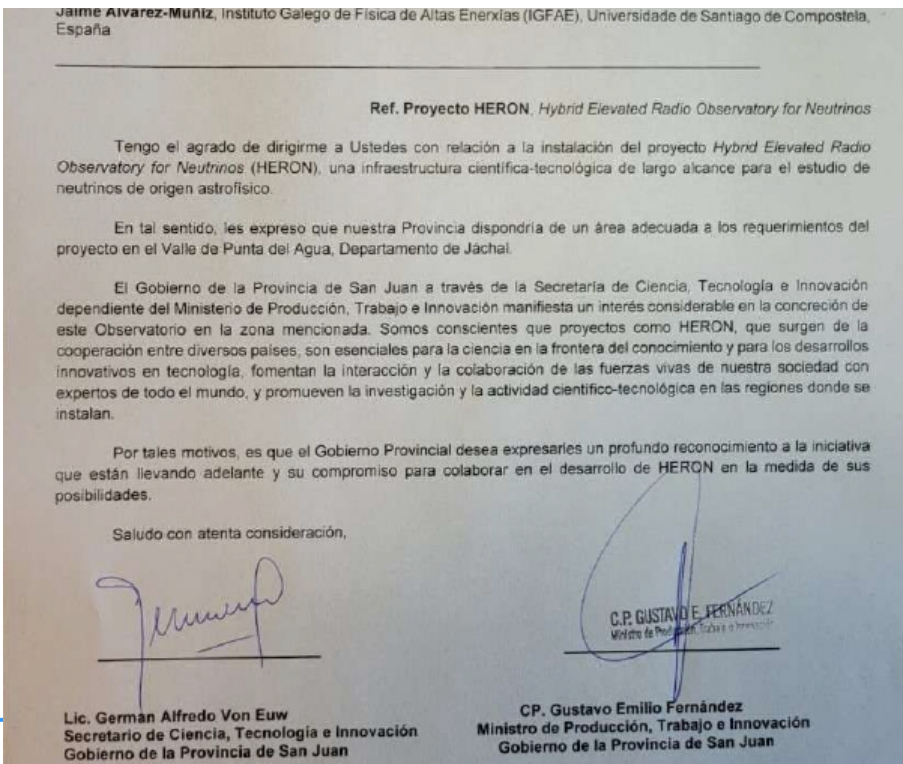 Jaime Alvarez-Muñiz, Instituto Galego de Física de Altas Enerxías (IGFAE), Universidade de Santiago de Compostela,
España
Ref. Proyecto HERON, Hybrid Elevated Radio Observatory for Neutrinos
Tengo el agrado de dirigirme a Ustedes con relación a la instalación del proyecto Hybrid Elevated Radio
Observatory for Neutrinos (HERON), una infraestructura científica-tecnológica de largo alcance para el estudio de
neutrinos de origen astrofísico.
En tal sentido, les expreso que nuestra Provincia dispondría de un área adecuada a los requerimientos del
proyecto en el Valle de Punta del Agua, Departamento de Jáchal.
El Gobierno de la Provincia de San Juan a través de la Secretaría de Ciencia, Tecnología e Innovación
dependiente del Ministerio de Producción, Trabajo e Innovación manifiesta un interés considerable en la concreción de
este Observatorio en la zona mencionada. Somos conscientes que proyectos como HERON, que surgen de la
cooperación entre diversos países, son esenciales para la ciencia en la frontera del conocimiento y para los desarrollos
innovativos en tecnología, fomentan la interacción y la colaboración de las fuerzas vivas de nuestra sociedad con
expertos de todo el mundo, y promueven la investigación y la actividad científico-tecnológica en las regiones donde se
instalan.
Por tales motivos, es que el Gobierno Provincial desea expresarles un profundo reconocimiento a la iniciativa
que están llevando adelante y su compromiso para colaborar en el desarrollo de HERON en la medida de sus
posibilidades.
Saludo con atenta consideración,
C.P. GUSTAVO E. FERNÁNDEZ
Ministro de Producción, Trabajo e Innovación
Lic. Germán Alfredo Von Euw
Secretario de Ciencia, Tecnología e Innovación
Gobierno de la Provincia de San Juan
CP. Gustavo Emilio Fernández
Ministro de Producción, Trabajo e Innovación
Gobierno de la Provincia de San Juan